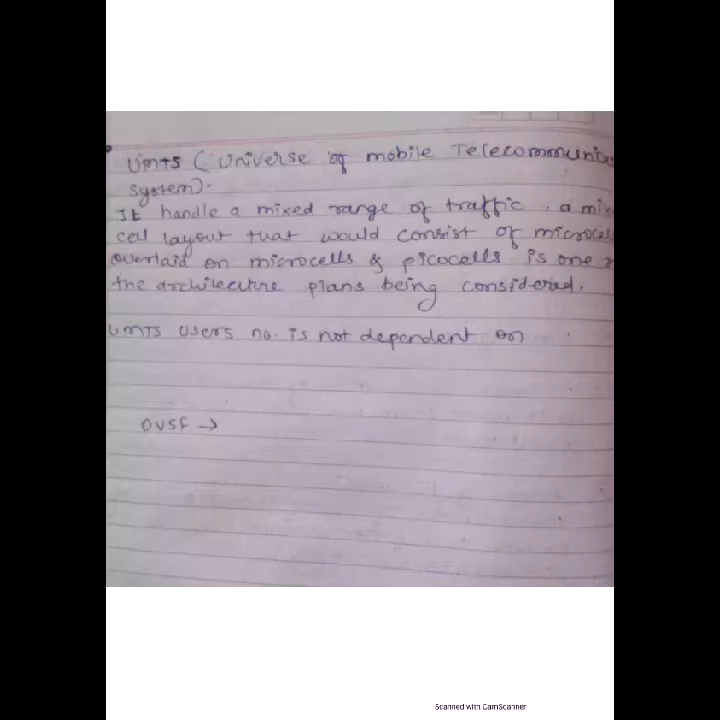 UMTS (Universe of mobile Telecommunic
system).
It handle a mixed range of traffic. a mix
cell layout that would consist of microcel
overlaid on microcells & picocells is one
the architecture plans being considered.
UMTS Users no. is not dependent on
OVSF →
Scanned with CamScanner